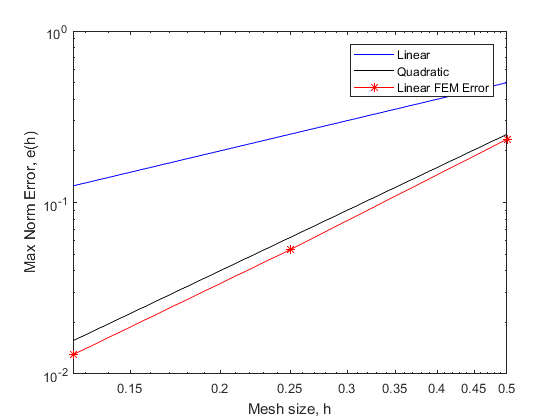 10^0
Linear
Quadratic
Linear FEM Error
Max Norm Error, e(h)
10^-1
10^-2
0.15 0.2 0.25 0.3 0.35 0.4 0.45 0.5
Mesh size, h